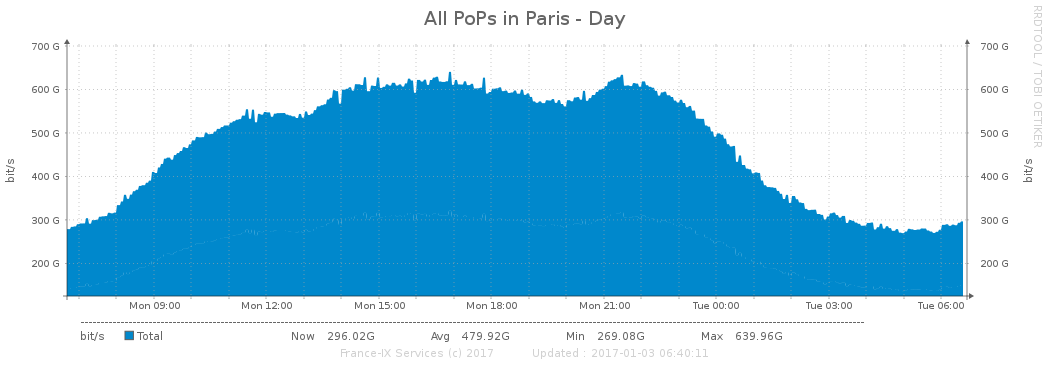 All PoPs in Paris - Day
RRDTOOL / TOBI OETIKER
bit/s
700 G
600 G
500 G
400 G
300 G
200 G
700 G
600 G
500 G
400 G
300 G
200 G
bit/s
Mon 09:00 Mon 12:00 Mon 15:00 Mon 18:00 Mon 21:00 Tue 00:00 Tue 03:00 Tue 06:00
bit/s Total Now 296.02G Avg 479.92G Min 269.08G Max 639.96G
France-IX Services (c) 2017 Updated : 2017-01-03 06:40:11